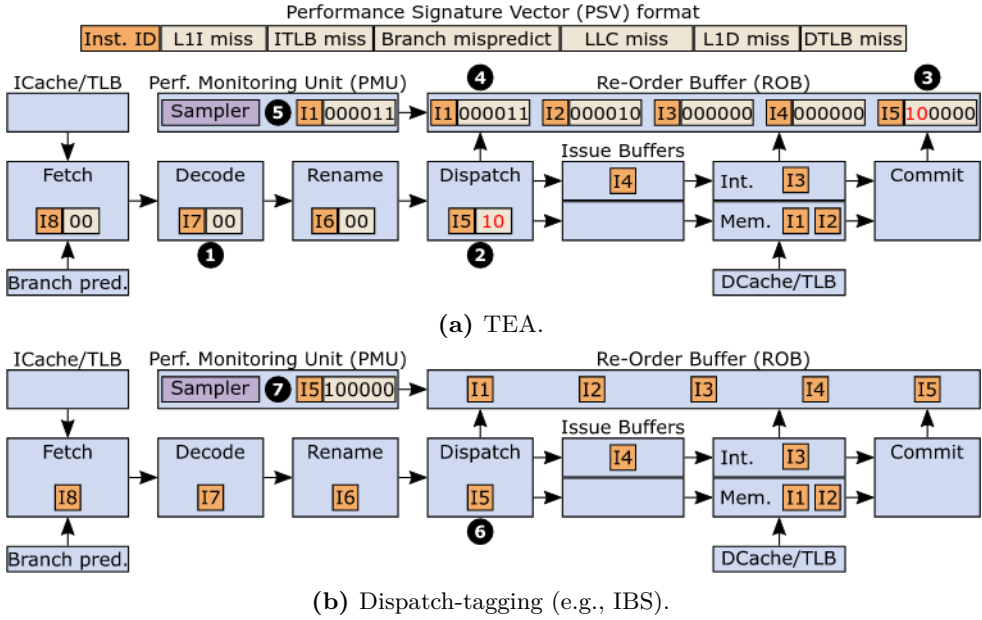 Performance Signature Vector (PSV) format
Inst. ID L1I miss ITLB miss Branch mispredict LLC miss L1D miss DTLB miss
ICache/TLB Perf. Monitoring Unit (PMU) 4 Re-Order Buffer (ROB) 3
Sampler 5 I1 000011 I1 000011 I2 000010 I3 000000 I4 000000 I5 100000
Issue Buffers
Fetch Decode Rename Dispatch I4 Int. I3 Commit
I8 00 I7 00 I6 00 I5 10 Mem. I1 I2
1 2
Branch pred. DCache/TLB
(a) TEA.
ICache/TLB Perf. Monitoring Unit (PMU) Re-Order Buffer (ROB)
Sampler 7 I5 100000 I1 I2 I3 I4 I5
Issue Buffers
Fetch Decode Rename Dispatch I4 Int. I3 Commit
I8 I7 I6 I5 Mem. I1 I2
6
Branch pred. DCache/TLB
(b) Dispatch-tagging (e.g., IBS).